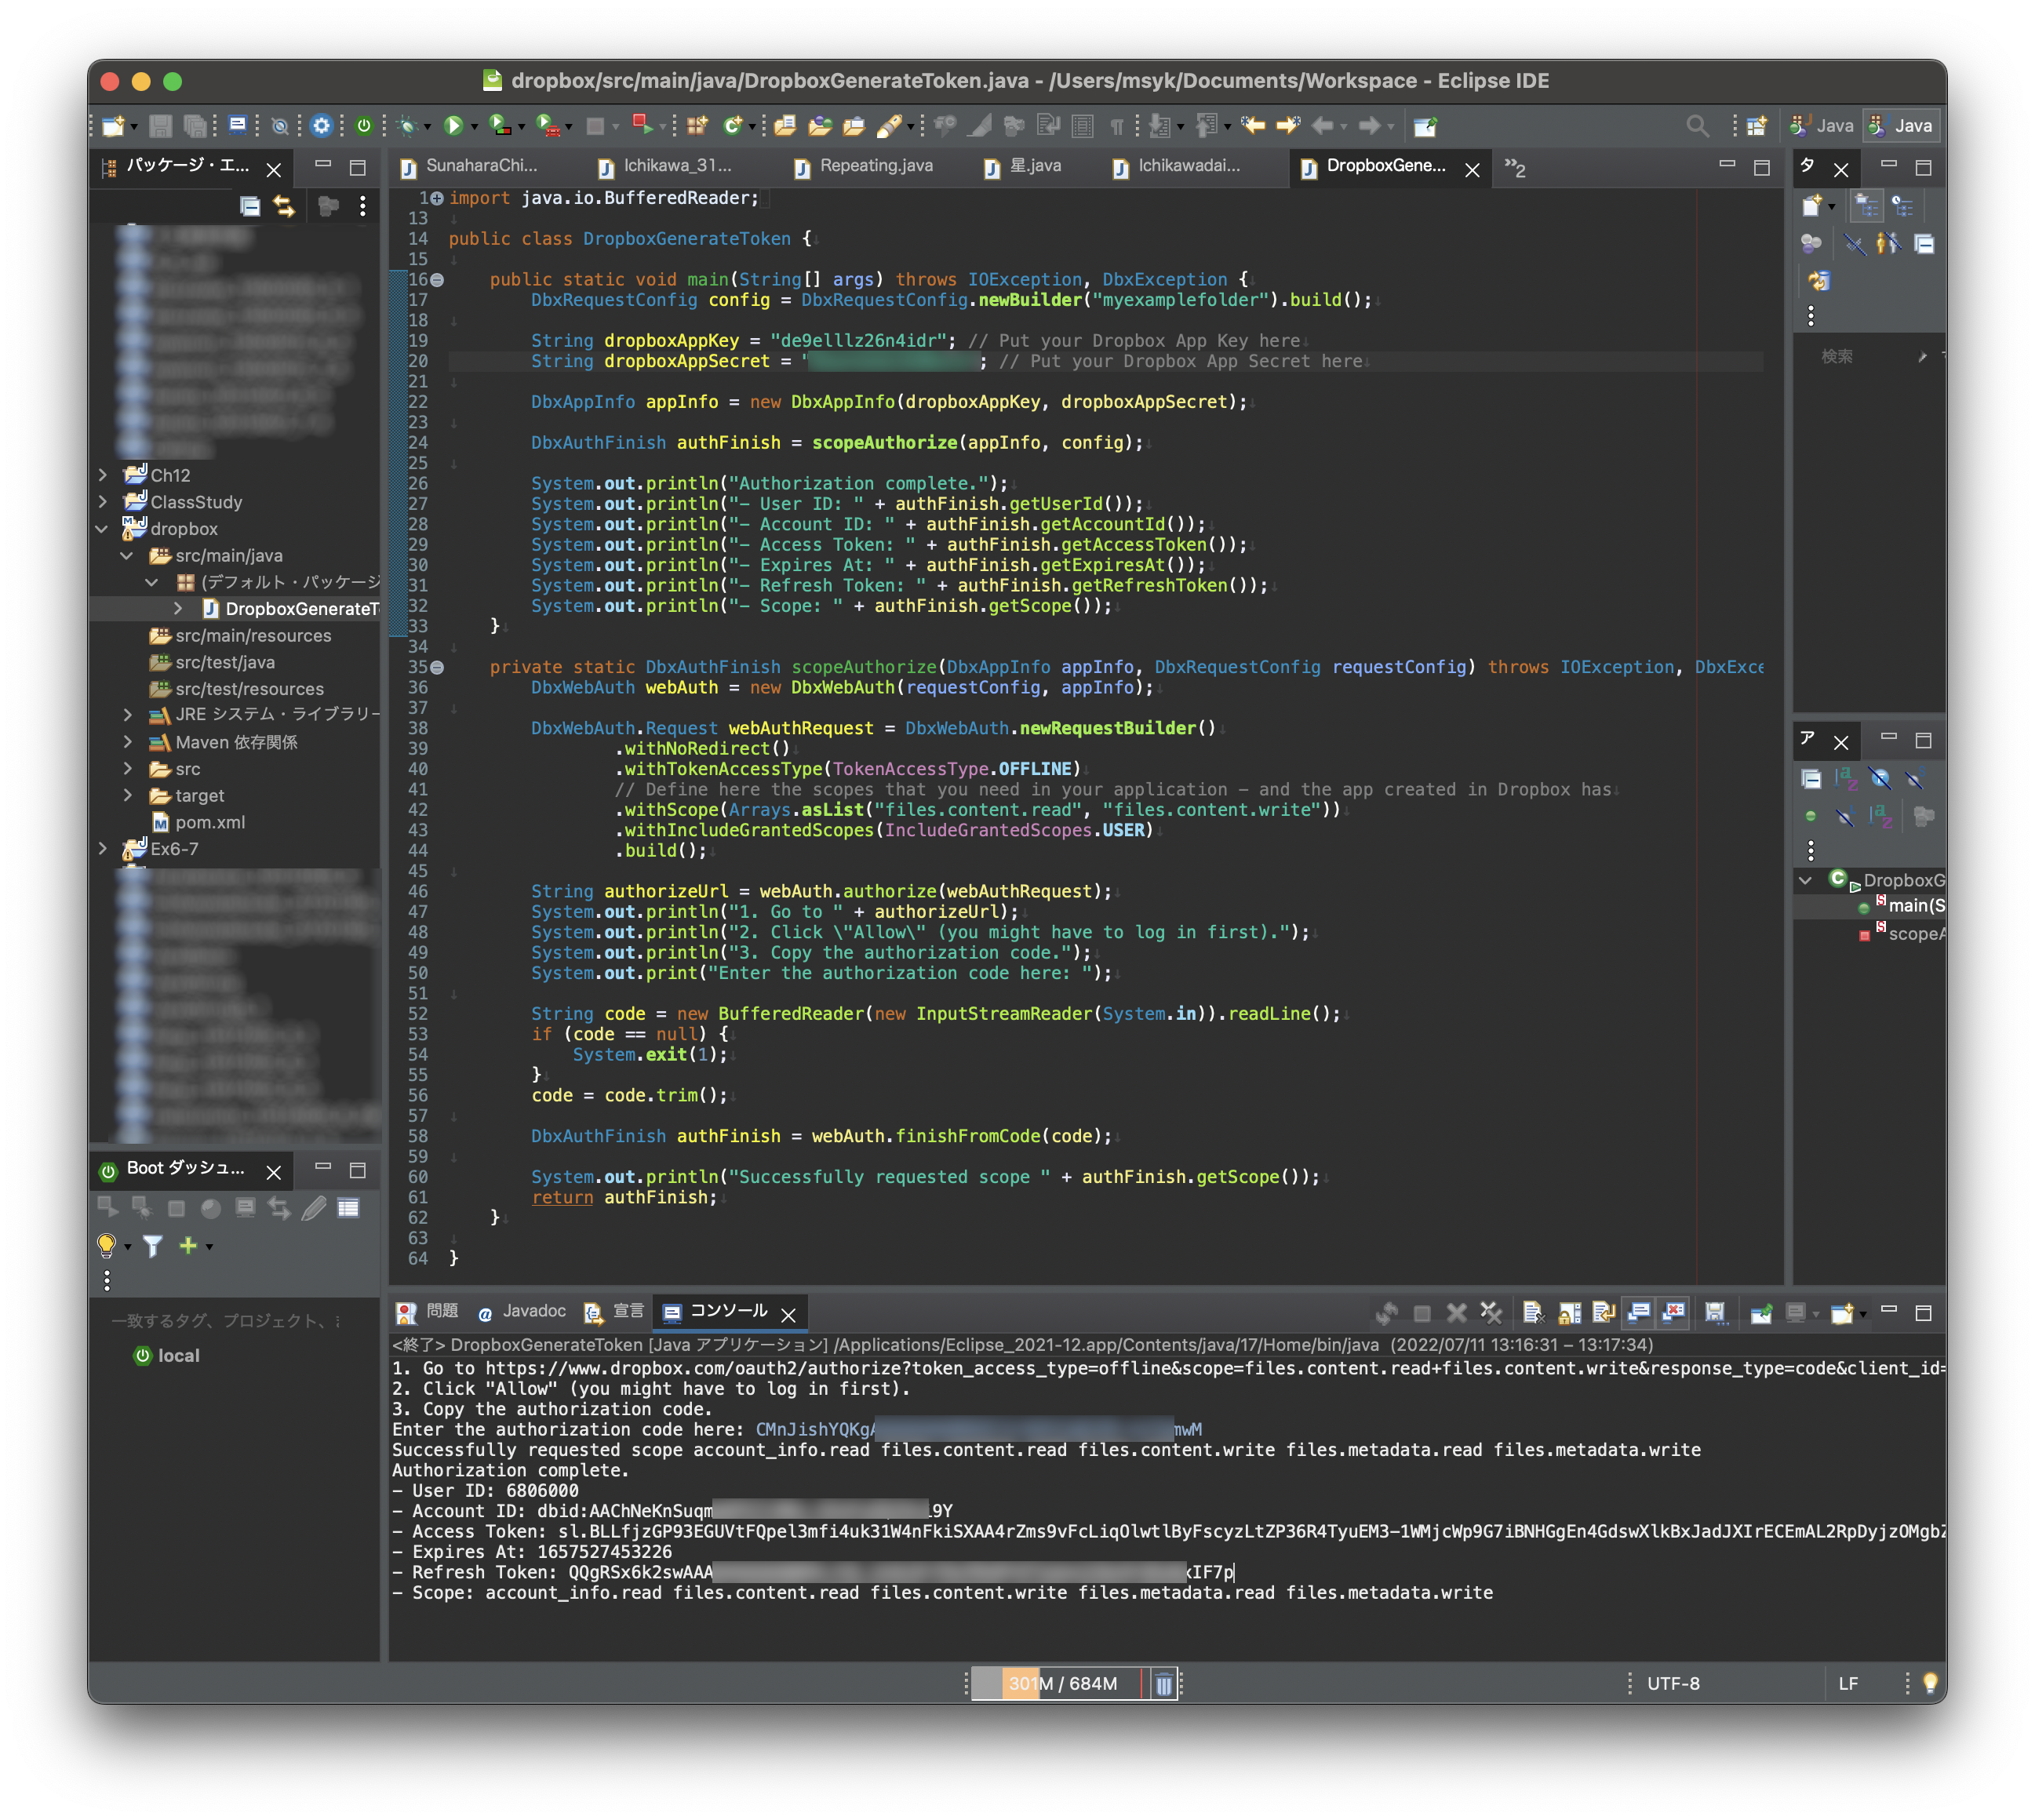 dropbox/src/main/java/DropboxGenerateToken.java - /Users/msyk/Documents/Workspace - Eclipse IDE
Java
Java
パッケージ・エ...
SunaharaChi...
Ichikawa_31...
Repeating.java
星.java
Ichikawadai...
DropboxGene...
»2
タ
1 import java.io.BufferedReader;
13
14 public class DropboxGenerateToken {
15
16 public static void main(String[] args) throws IOException, DbxException {
17 DbxRequestConfig config = DbxRequestConfig.newBuilder("myexamplefolder").build();
18
19 String dropboxAppKey = "de9elllz26n4idr"; // Put your Dropbox App Key here
20 String dropboxAppSecret = " ; // Put your Dropbox App Secret here
21
22 DbxAppInfo appInfo = new DbxAppInfo(dropboxAppKey, dropboxAppSecret);
23
24 DbxAuthFinish authFinish = scopeAuthorize(appInfo, config);
25
26 System.out.println("Authorization complete.");
27 System.out.println("- User ID: " + authFinish.getUserId());
28 System.out.println("- Account ID: " + authFinish.getAccountId());
29 System.out.println("- Access Token: " + authFinish.getAccessToken());
30 System.out.println("- Expires At: " + authFinish.getExpiresAt());
31 System.out.println("- Refresh Token: " + authFinish.getRefreshToken());
32 System.out.println("- Scope: " + authFinish.getScope());
33 }
34
35 private static DbxAuthFinish scopeAuthorize(DbxAppInfo appInfo, DbxRequestConfig requestConfig) throws IOException, DbxExce
36 DbxWebAuth webAuth = new DbxWebAuth(requestConfig, appInfo);
37
38 DbxWebAuth.Request webAuthRequest = DbxWebAuth.newRequestBuilder()
39 .withNoRedirect()
40 .withTokenAccessType(TokenAccessType.OFFLINE)
41 // Define here the scopes that you need in your application - and the app created in Dropbox has
42 .withScope(Arrays.asList("files.content.read", "files.content.write"))
43 .withIncludeGrantedScopes(IncludeGrantedScopes.USER)
44 .build();
45
46 String authorizeUrl = webAuth.authorize(webAuthRequest);
47 System.out.println("1. Go to " + authorizeUrl);
48 System.out.println("2. Click \"Allow\" (you might have to log in first).");
49 System.out.println("3. Copy the authorization code.");
50 System.out.print("Enter the authorization code here: ");
51
52 String code = new BufferedReader(new InputStreamReader(System.in)).readLine();
53 if (code == null) {
54 System.exit(1);
55 }
56 code = code.trim();
57
58 DbxAuthFinish authFinish = webAuth.finishFromCode(code);
59
60 System.out.println("Successfully requested scope " + authFinish.getScope());
61 return authFinish;
62 }
63
64 }
Ch12
ClassStudy
dropbox
src/main/java
(デフォルト・パッケージ
DropboxGenerateT
src/main/resources
src/test/java
src/test/resources
JRE システム・ライブラリー
Maven 依存関係
src
target
pom.xml
Ex6-7
検索
ア
DropboxG
main(S
scopeA
Boot ダッシュ...
一致するタグ、プロジェクト、
local
問題
Javadoc
宣言
コンソール
<終了> DropboxGenerateToken [Java アプリケーション] /Applications/Eclipse_2021-12.app/Contents/java/17/Home/bin/java (2022/07/11 13:16:31 – 13:17:34)
1. Go to https://www.dropbox.com/oauth2/authorize?token_access_type=offline&scope=files.content.read+files.content.write&response_type=code&client_id=
2. Click "Allow" (you might have to log in first).
3. Copy the authorization code.
Enter the authorization code here: CMnJishYQKgA mwM
Successfully requested scope account_info.read files.content.read files.content.write files.metadata.read files.metadata.write
Authorization complete.
- User ID: 6806000
- Account ID: dbid:AAChNeKnSuqm 9Y
- Access Token: sl.BLLfjzGP93EGUVtFQpel3mfi4uk31W4nFkiSXAA4rZms9vFcLiqOlwtlByFscyzLtZP36R4TyuEM3-1WMjcWp9G7iBNHGgEn4GdswXlkBxJadJXIrECEmAL2RpDyjzOMgb
- Expires At: 1657527453226
- Refresh Token: QQgRSx6k2swAAA kIF7p
- Scope: account_info.read files.content.read files.content.write files.metadata.read files.metadata.write
301M / 684M
UTF-8
LF